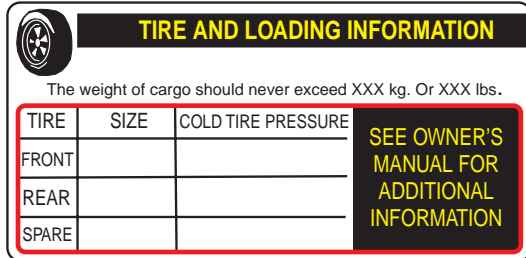 TIRE AND LOADING INFORMATION
The weight of cargo should never exceed XXX kg. Or XXX lbs.
TIRE SIZE COLD TIRE PRESSURE
FRONT
REAR
SPARE
SEE OWNER'S
MANUAL FOR
ADDITIONAL
INFORMATION